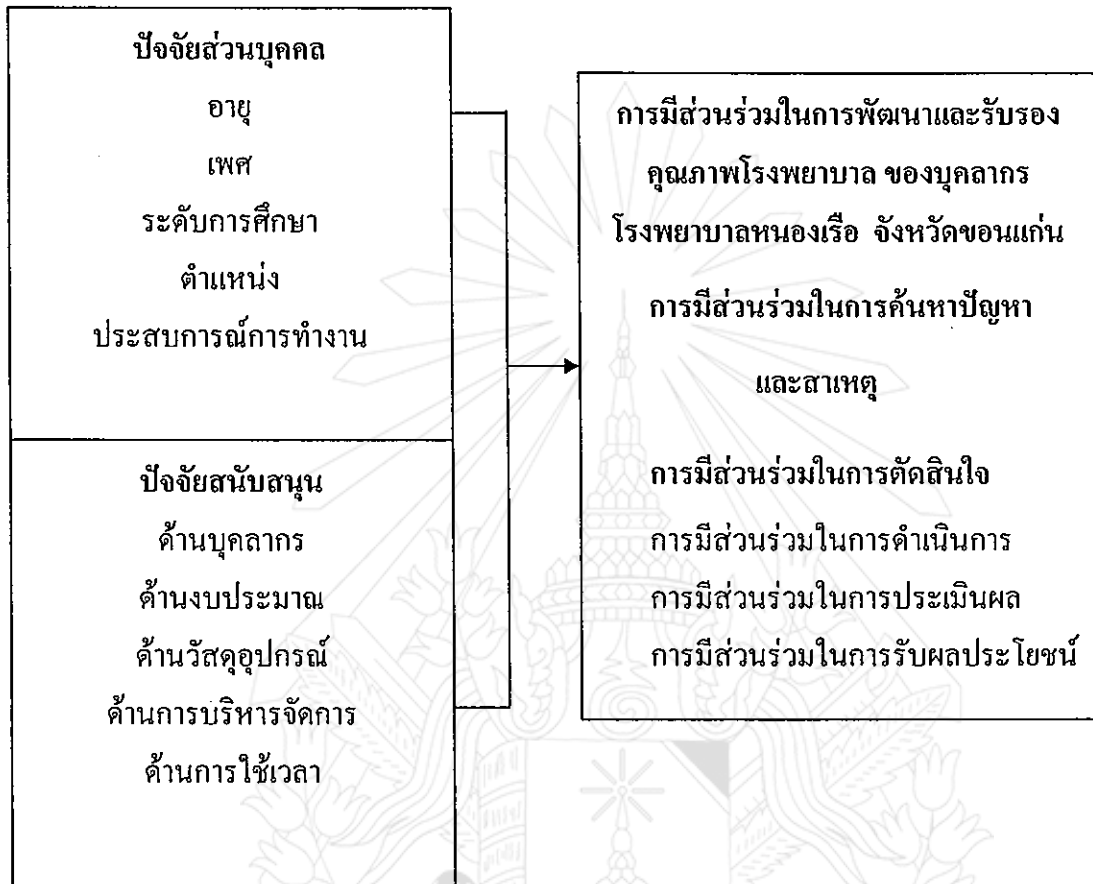 ปัจจัยส่วนบุคคล
อายุ
เพศ
ระดับการศึกษา
ตำแหน่ง
ประสบการณ์การทำงาน
ปัจจัยสนับสนุน
ด้านบุคลากร
ด้านงบประมาณ
ด้านวัสดุอุปกรณ์
ด้านการบริหารจัดการ
ด้านการใช้เวลา
การมีส่วนร่วมในการพัฒนาและรับรอง
คุณภาพโรงพยาบาล ของบุคลากร
โรงพยาบาลหนองเรือ จังหวัดขอนแก่น
การมีส่วนร่วมในการค้นหาปัญหา
และสาเหตุ
การมีส่วนร่วมในการตัดสินใจ
การมีส่วนร่วมในการดำเนินการ
การมีส่วนร่วมในการประเมินผล
การมีส่วนร่วมในการรับผลประโยชน์